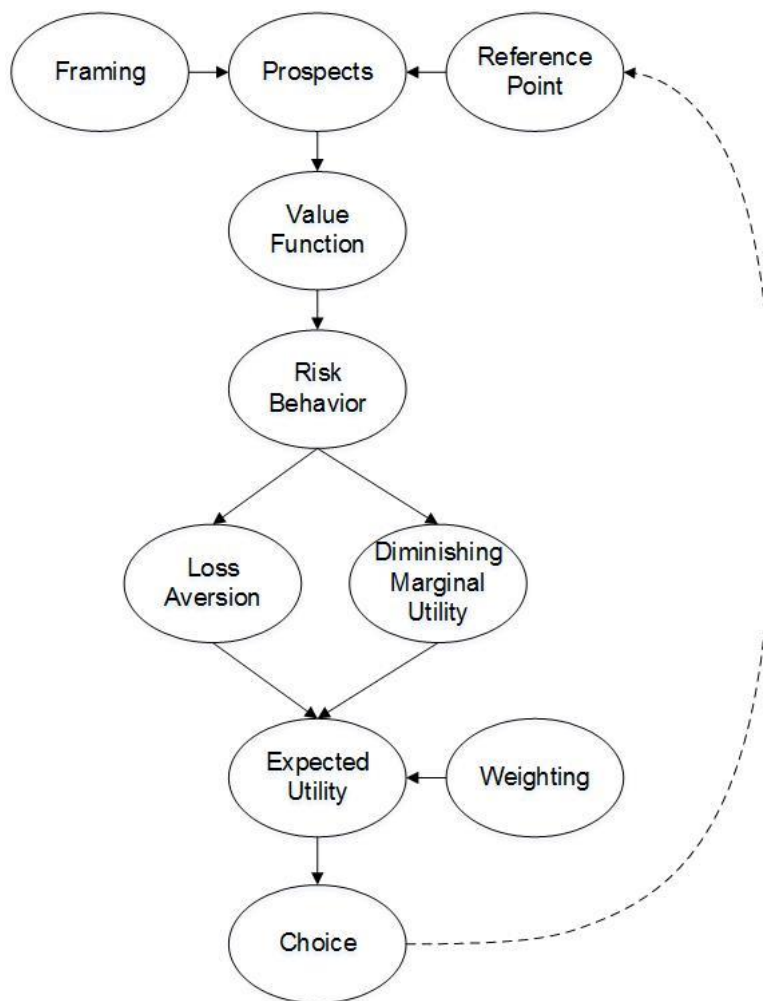 Framing
Prospects
Reference
Point
Value
Function
Risk
Behavior
Loss
Aversion
Diminishing
Marginal
Utility
Expected
Utility
Weighting
Choice